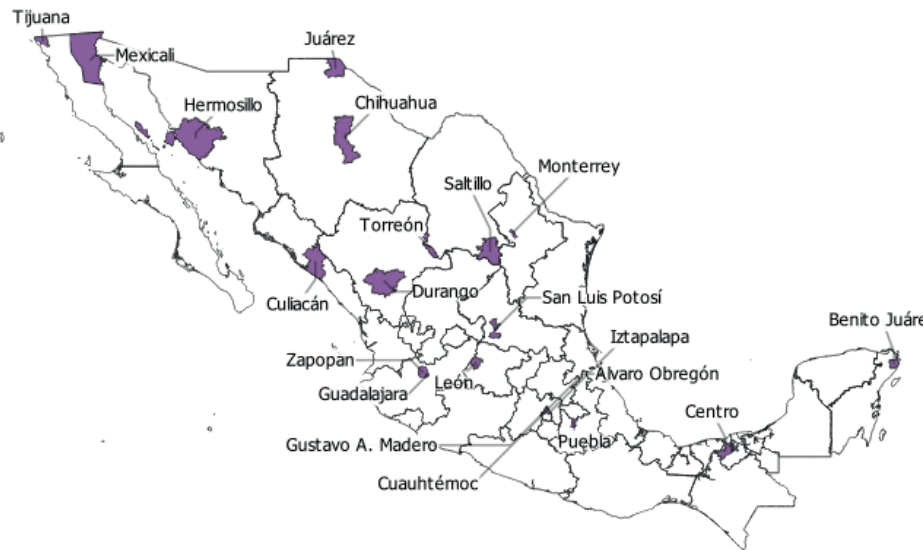 Tijuana
Juárez
Mexicali
Hermosillo
Chihuahua
Monterrey
Saltillo
Torreón
Durango
San Luis Potosí
Culiacán
Benito Juáre
Iztapalapa
Zapopan
Álvaro Obregón
León
Guadalajara
Centro
Gustavo A. Madero
Puebla
Cuauhtémoc